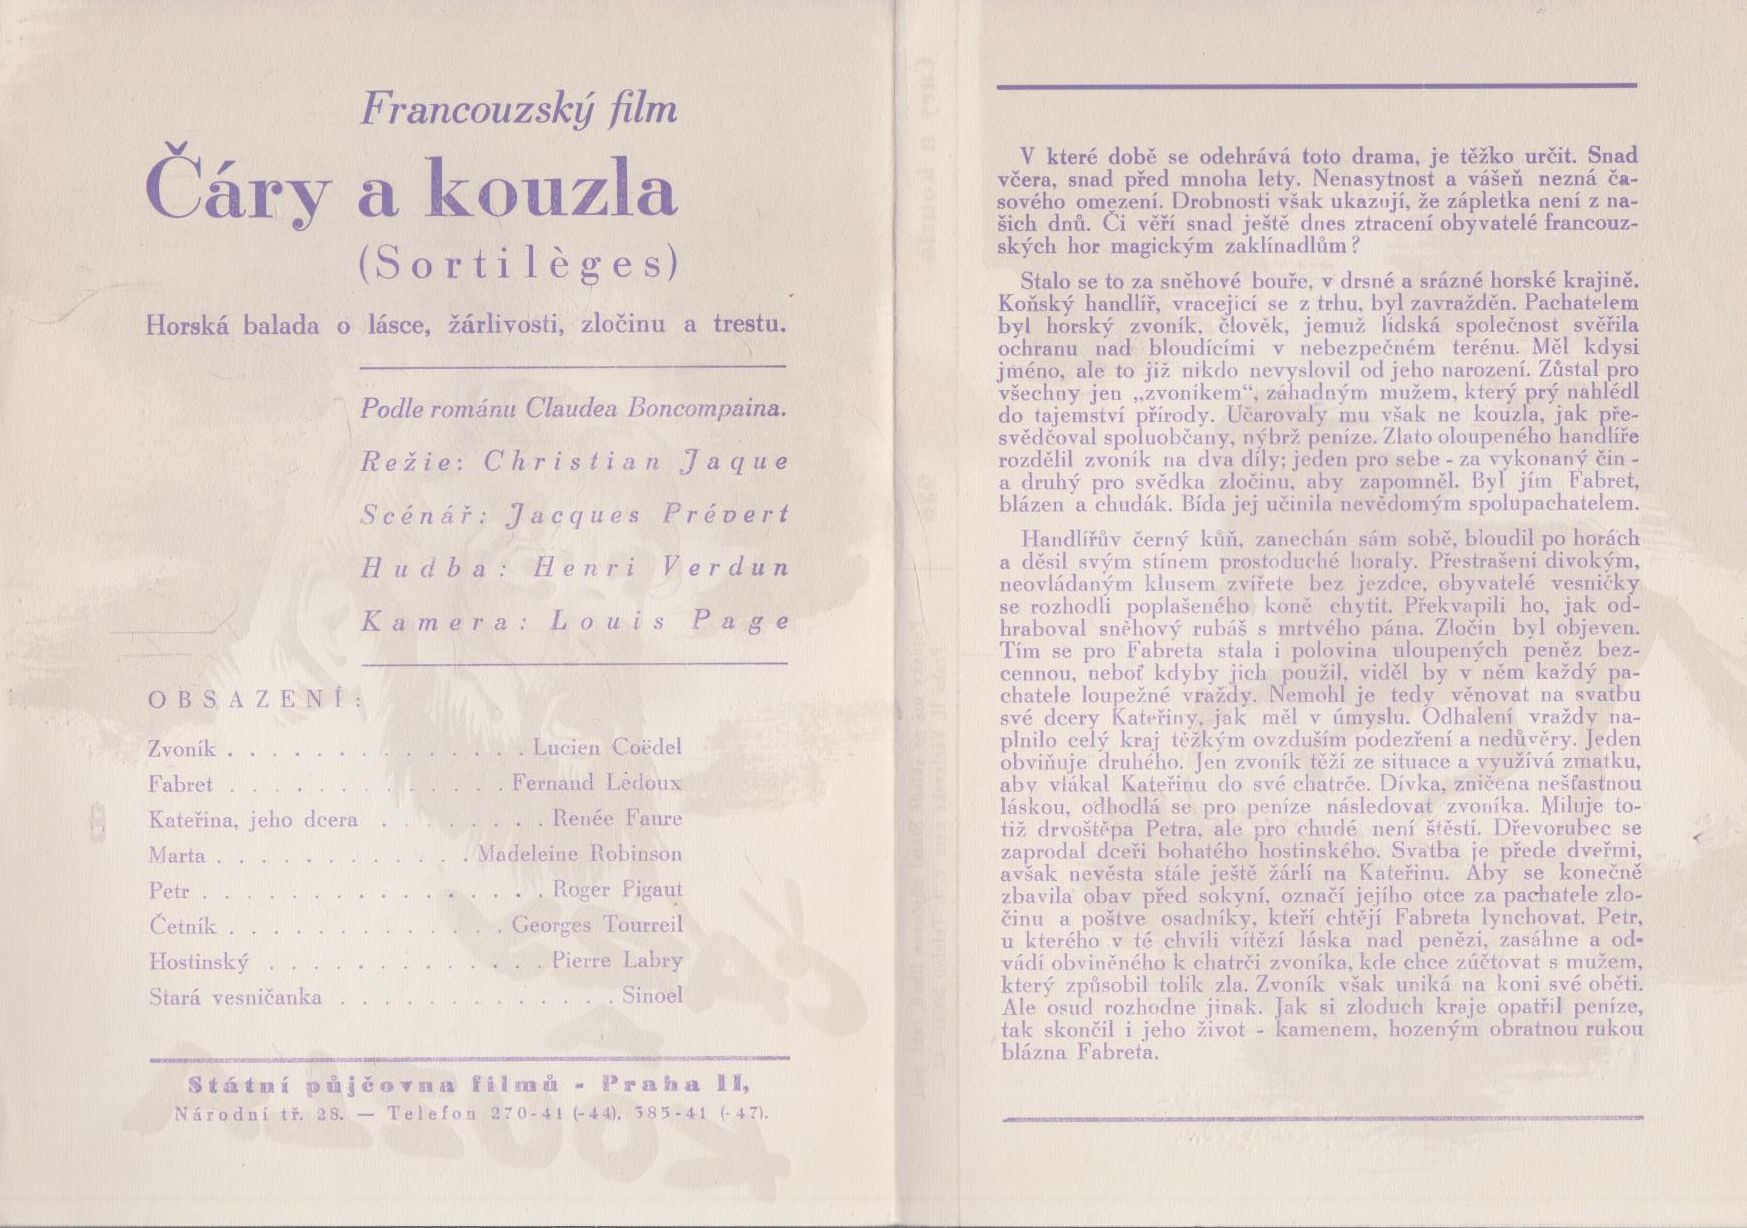 Francouzský film
Čáry a kouzla
(Sortilèges)
Horská balada o lásce, žárlivosti, zločinu a trestu.
Podle románu Claudea Boncompaina.
Režie: Christian Jaque
Scénář: Jacques Prévert
Hudba: Henri Verdun
Kamera: Louis Page
OBSAZENÍ:
Zvoník . . . . . . . . . . . . . . . Lucien Coëdel
Fabret . . . . . . . . . . . . . Fernand Lédoux
Kateřina, jeho dcera . . . . . . . . Renée Faure
Marta . . . . . . . . . . . . Madeleine Robinson
Petr . . . . . . . . . . . . . . . . Roger Pigaut
Četník . . . . . . . . . . . . . Georges Tourreil
Hostinský . . . . . . . . . . . . . Pierre Labry
Stará vesničanka . . . . . . . . . . . . . Sinoel
Státní půjčovna filmů - Praha II,
Národní tř. 28. — Telefon 270-41 (-44), 385-41 (-47).
V které době se odehrává toto drama, je těžko určit. Snad
včera, snad před mnoha lety. Nenasytnost a vášeň nezná ča-
sového omezení. Drobnosti však ukazují, že zápletka není z na-
šich dnů. Či věří snad ještě dnes ztracení obyvatelé francouz-
ských hor magickým zaklínadlům?
Stalo se to za sněhové bouře, v drsné a srázné horské krajině.
Koňský handlíř, vracející se z trhu, byl zavražděn. Pachatelem
byl horský zvoník, člověk, jemuž lidská společnost svěřila
ochranu nad bloudícími v nebezpečném terénu. Měl kdysi
jméno, ale to již nikdo nevyslovil od jeho narození. Zůstal pro
všechny jen „zvoníkem“, záhadným mužem, který prý nahlédl
do tajemství přírody. Učarovaly mu však ne kouzla, jak pře-
svědčoval spoluobčany, nýbrž peníze. Zlato oloupeného handlíře
rozdělil zvoník na dva díly; jeden pro sebe - za vykonaný čin -
a druhý pro svědka zločinu, aby zapomněl. Byl jím Fabret,
blázen a chudák. Bída jej učinila nevědomým spolupachatelem.
Handlířův černý kůň, zanechán sám sobě, bloudil po horách
a děsil svým stínem prostoduché horaly. Přestrašeni divokým,
neovládaným klusem zvířete bez jezdce, obyvatelé vesničky
se rozhodli poplašeného koně chytit. Překvapili ho, jak od-
hraboval sněhový rubáš s mrtvého pána. Zločin byl objeven.
Tím se pro Fabreta stala i polovina uloupených peněz bez-
cennou, neboť kdyby jich použil, viděl by v něm každý pa-
chatele loupežné vraždy. Nemohl je tedy věnovat na svatbu
své dcery Kateřiny, jak měl v úmyslu. Odhalení vraždy na-
plnilo celý kraj těžkým ovzduším podezření a nedůvěry. Jeden
obviňuje druhého. Jen zvoník těží ze situace a využívá zmatku,
aby vlákal Kateřinu do své chatrče. Dívka, zničena nešťastnou
láskou, odhodlá se pro peníze následovat zvoníka. Miluje to-
tiž drvoštěpa Petra, ale pro chudé není štěstí. Dřevorubec se
zaprodal dceři bohatého hostinského. Svatba je přede dveřmi,
avšak nevěsta stále ještě žárlí na Kateřinu. Aby se konečně
zbavila obav před sokyní, označí jejího otce za pachatele zlo-
činu a poštve osadníky, kteří chtějí Fabreta lynchovat. Petr,
u kterého v té chvíli vítězí láska nad penězi, zasáhne a od-
vádí obviněného k chatrči zvoníka, kde chce zúčtovat s mužem,
který způsobil tolik zla. Zvoník však uniká na koni své oběti.
Ale osud rozhodne jinak. Jak si zloduch kraje opatřil peníze,
tak skončil i jeho život - kamenem, hozeným obratnou rukou
blázna Fabreta.